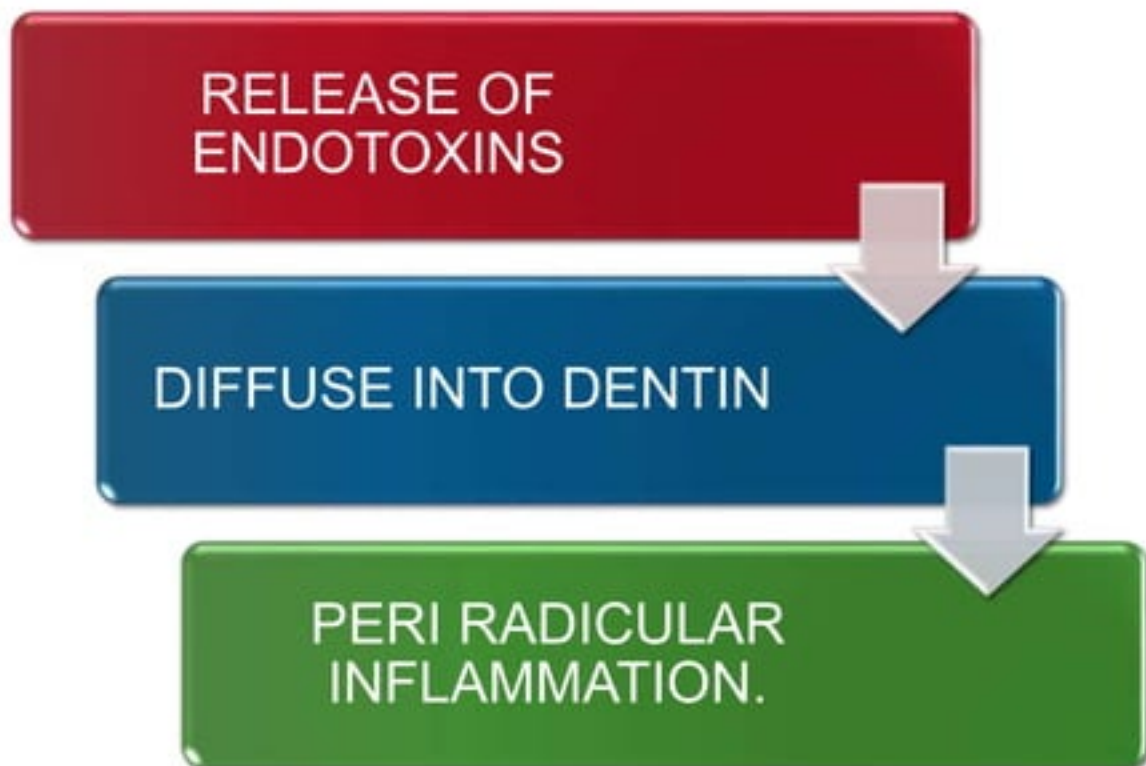 RELEASE OF
ENDOTOXINS
DIFFUSE INTO DENTIN
PERI RADICULAR
INFLAMMATION.